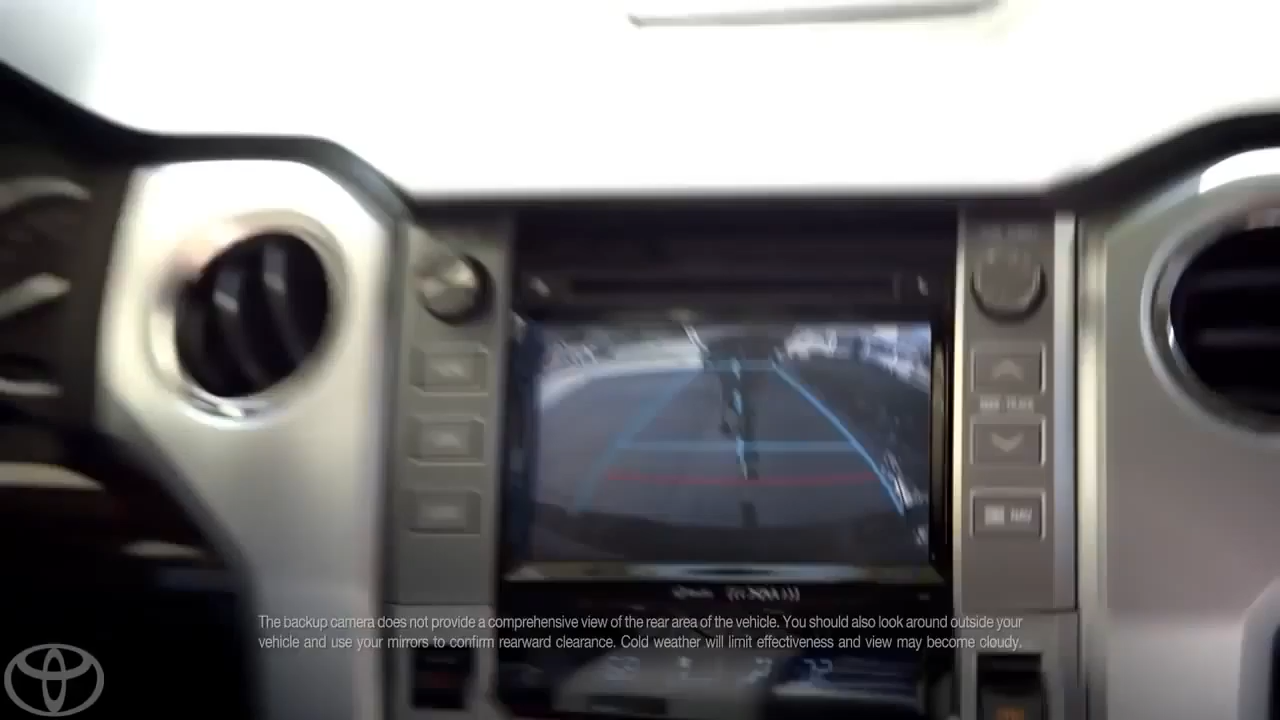 NAV
The backup camera does not provide a comprehensive view of the rear area of the vehicle. You should also look around outside your
vehicle and use your mirrors to confirm rearward clearance. Cold weather will limit effectiveness and view may become cloudy.